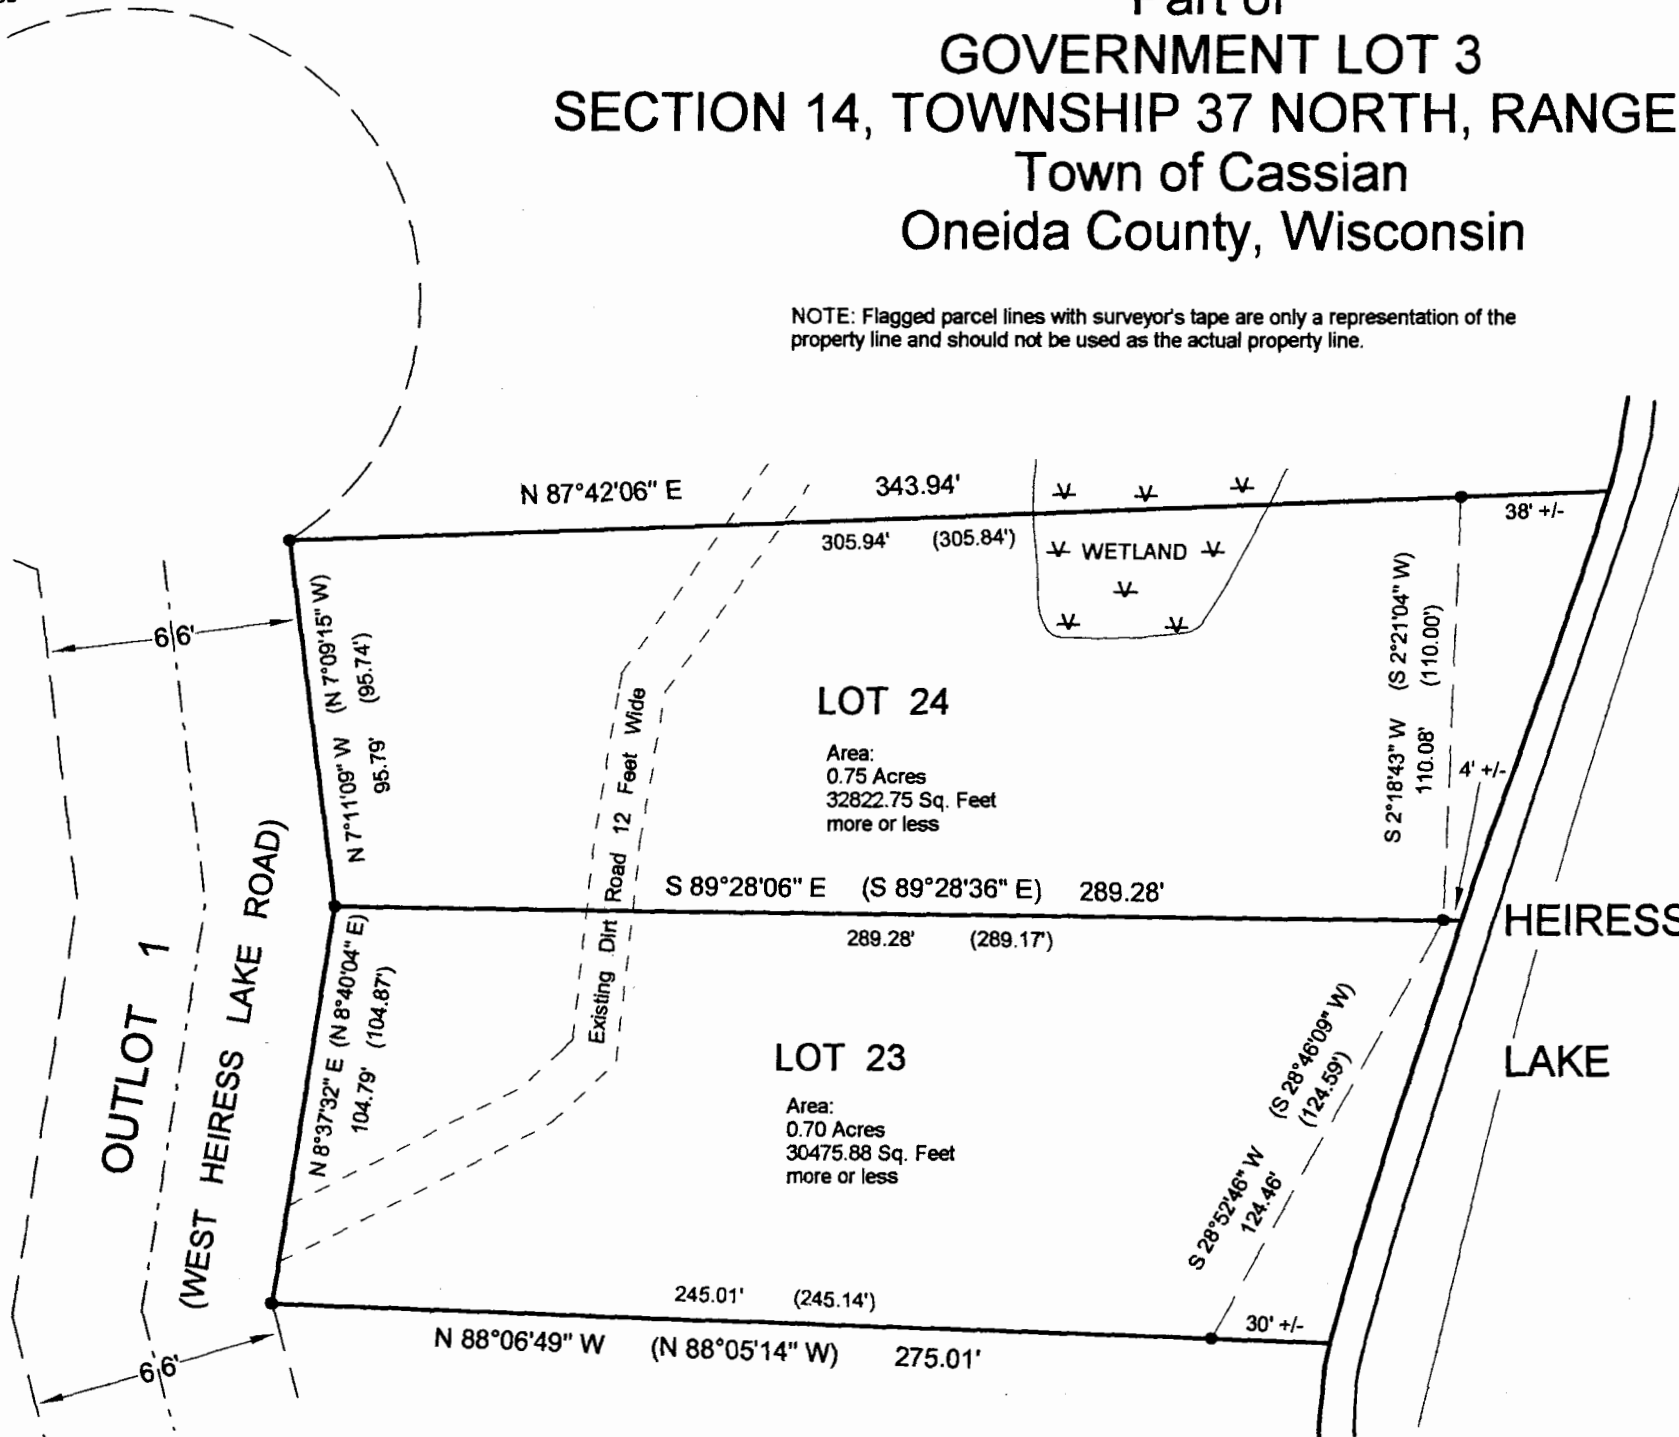 Part of
GOVERNMENT LOT 3
SECTION 14, TOWNSHIP 37 NORTH, RANGE
Town of Cassian
Oneida County, Wisconsin
NOTE: Flagged parcel lines with surveyor's tape are only a representation of the
property line and should not be used as the actual property line.
N 87°42'06" E
343.94'
305.94' (305.84')
38' +/-
WETLAND
66'
N 7°11'09" W (N 7°09'15" W)
95.79' (95.74')
Existing Dirt Road 12 Feet Wide
LOT 24
Area:
0.75 Acres
32822.75 Sq. Feet
more or less
S 2°18'43" W (S 2°21'04" W)
110.08' (110.00')
4' +/-
S 89°28'06" E (S 89°28'36" E) 289.28'
289.28' (289.17')
HEIRESS
LAKE
OUTLOT 1
(WEST HEIRESS LAKE ROAD)
N 8°37'32" E (N 8°40'04" E)
104.79' (104.87')
LOT 23
Area:
0.70 Acres
30475.88 Sq. Feet
more or less
S 28°52'46" W (S 28°46'09" W)
124.46' (124.59')
245.01' (245.14')
30' +/-
N 88°06'49" W (N 88°05'14" W) 275.01'
66'